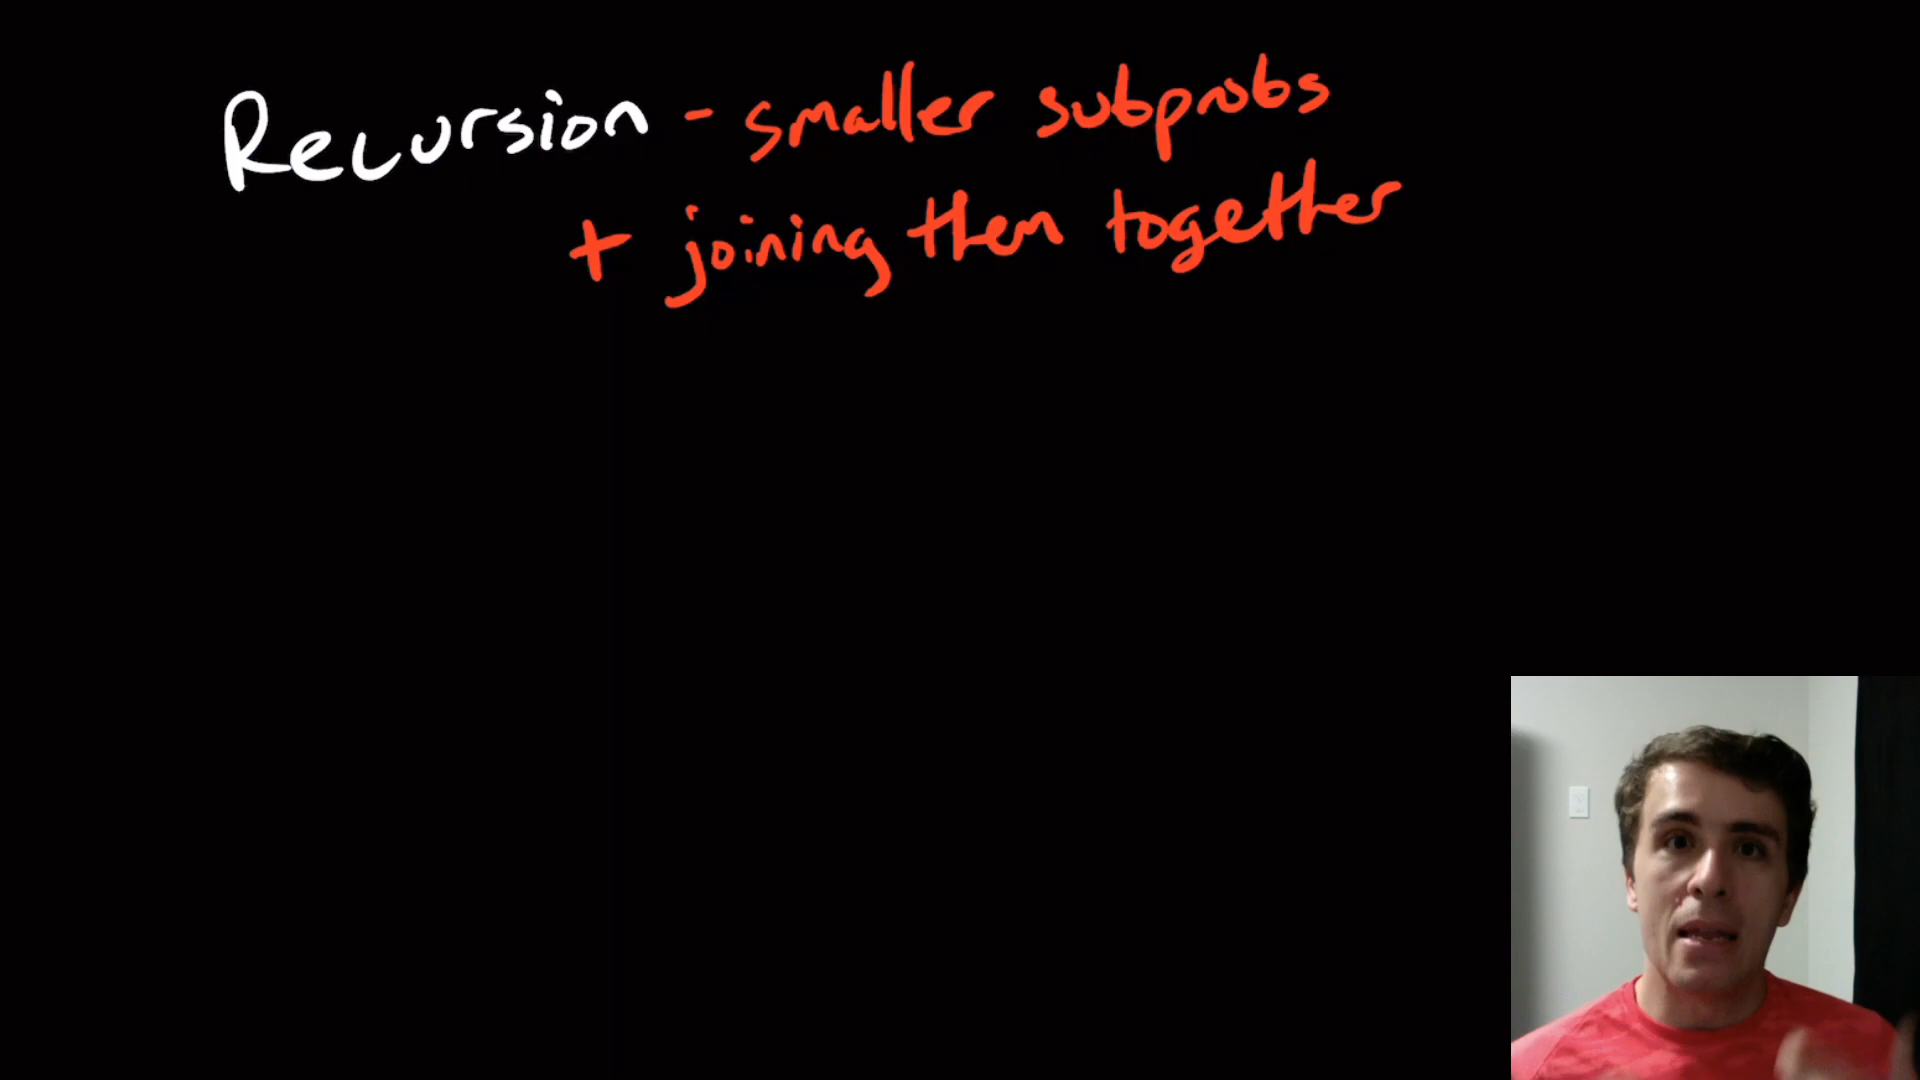 Recursion - smaller subprobs
+ joining them together